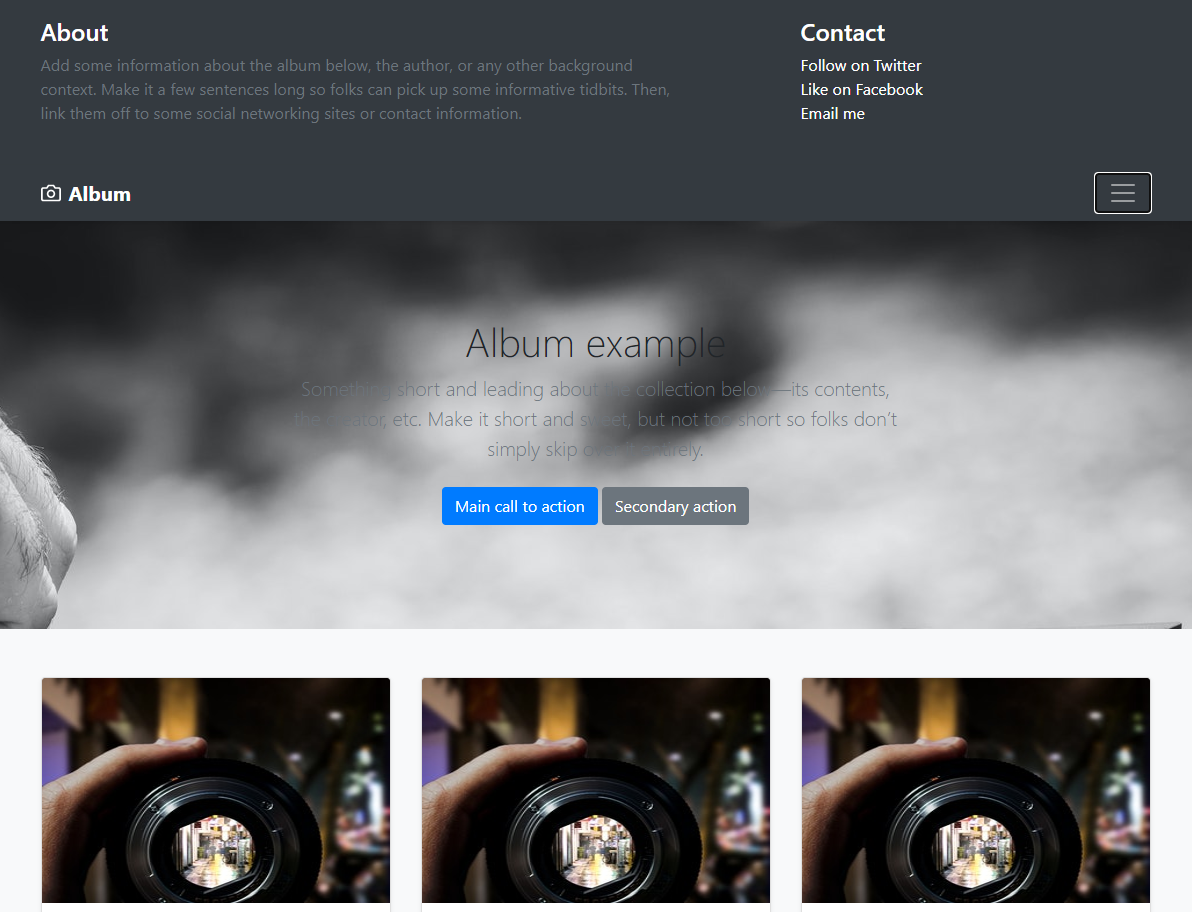 About
Add some information about the album below, the author, or any other background
context. Make it a few sentences long so folks can pick up some informative tidbits. Then,
link them off to some social networking sites or contact information.
Contact
Follow on Twitter
Like on Facebook
Email me
Album
Album example
Something short and leading about the collection below—its contents,
the creator, etc. Make it short and sweet, but not too short so folks don’t
simply skip over it entirely.
Main call to action
Secondary action